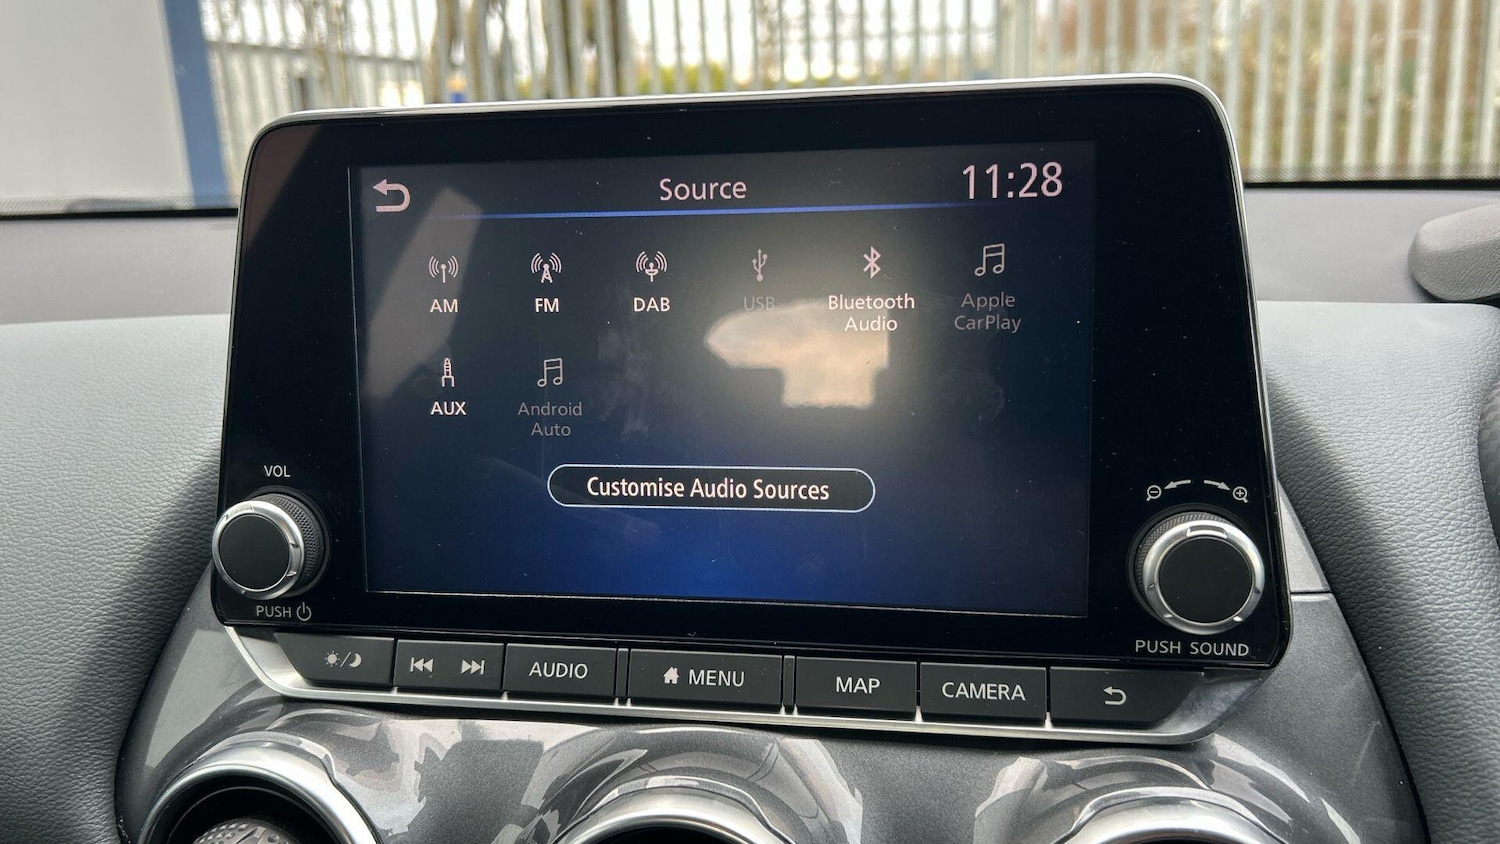 Source
11:28
AM
FM
DAB
USB
Bluetooth
Audio
Apple
CarPlay
AUX
Android
Auto
Customise Audio Sources
VOL
PUSH
PUSH SOUND
AUDIO
MENU
MAP
CAMERA